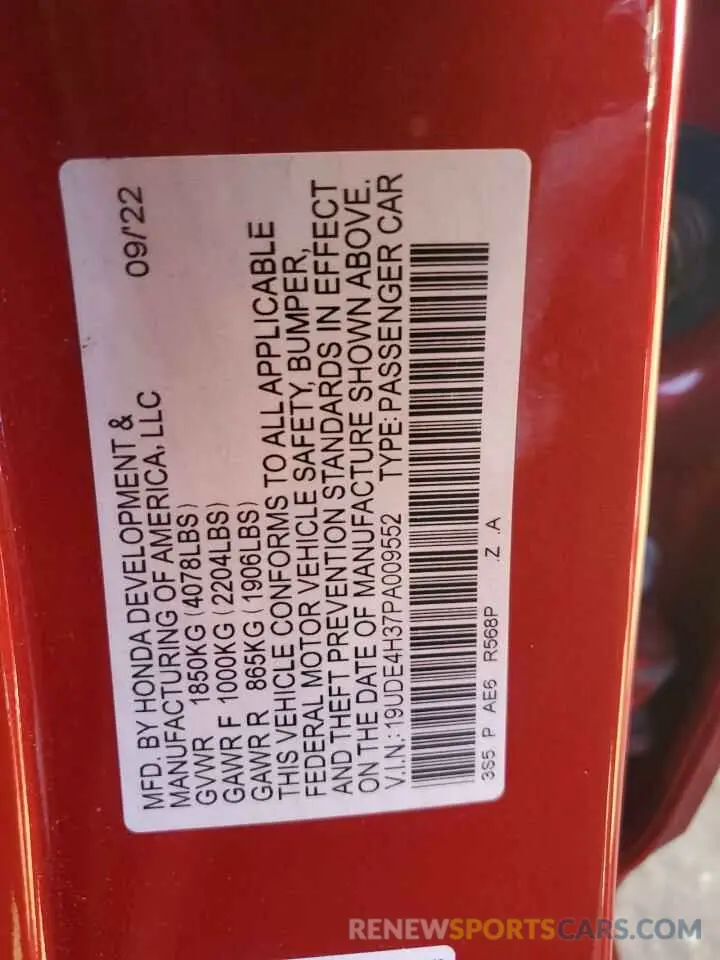 MFD. BY HONDA DEVELOPMENT &
MANUFACTURING OF AMERICA, LLC 09/'22
GVWR 1850KG (4078LBS)
GAWR F 1000KG (2204LBS)
GAWR R 865KG (1906LBS)
THIS VEHICLE CONFORMS TO ALL APPLICABLE
FEDERAL MOTOR VEHICLE SAFETY, BUMPER,
AND THEFT PREVENTION STANDARDS IN EFFECT
ON THE DATE OF MANUFACTURE SHOWN ABOVE.
V.I.N.: 19UDE4H37PA009552 TYPE: PASSENGER CAR
3S5 P AE6 R568P .Z .A
RENEWSPORTSCARS.COM